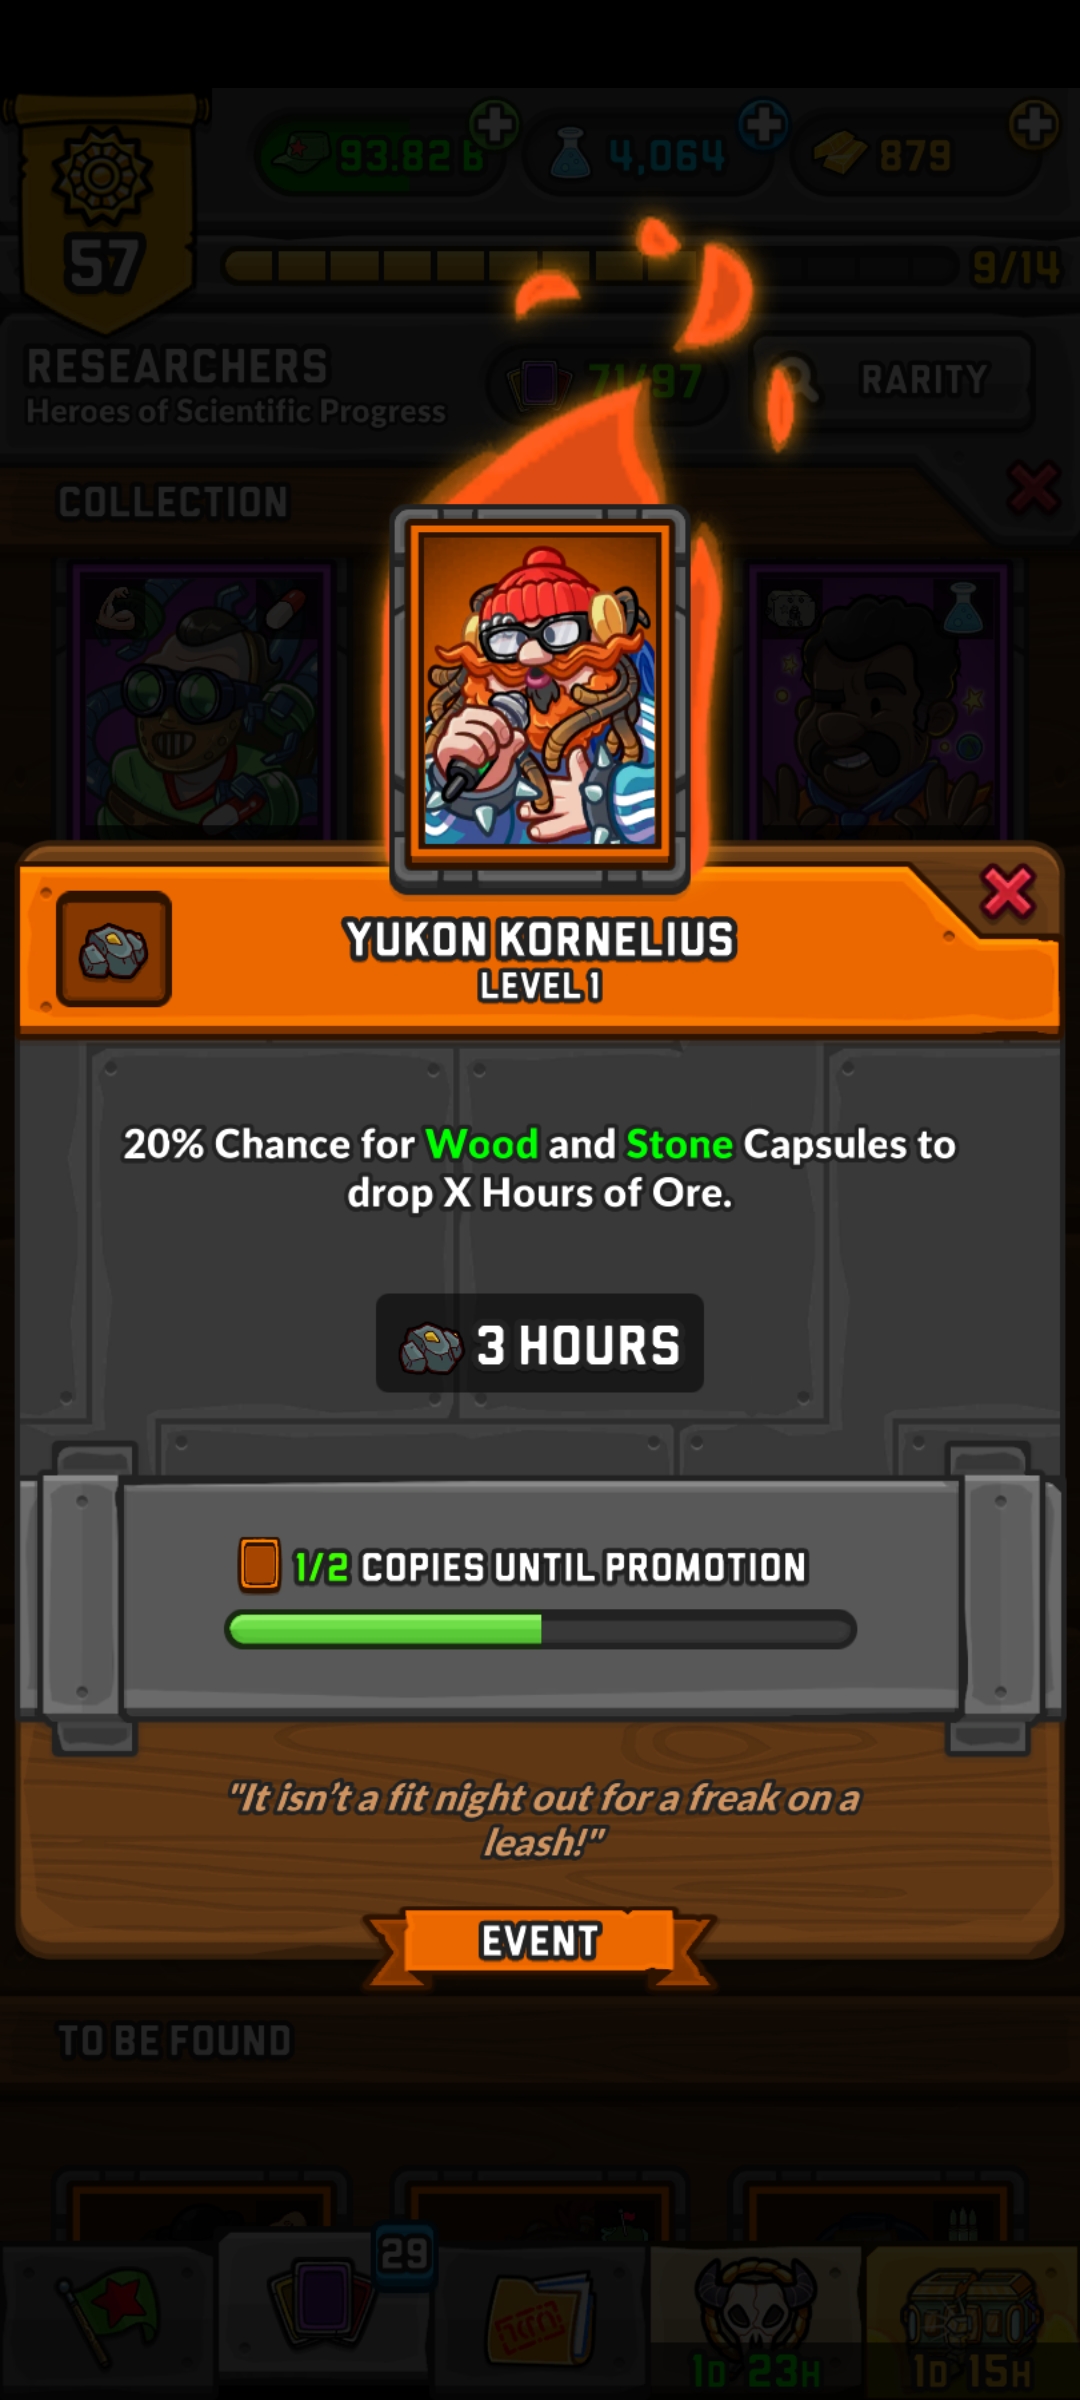 57
93.82 B
4,064
879
9/14
RESEARCHERS
Heroes of Scientific Progress
71/97
RARITY
COLLECTION
YUKON KORNELIUS
LEVEL 1
20% Chance for Wood and Stone Capsules to
drop X Hours of Ore.
3 HOURS
1/2 COPIES UNTIL PROMOTION
"It isn't a fit night out for a freak on a
leash!"
EVENT
TO BE FOUND
29
1D 23H
1D 15H